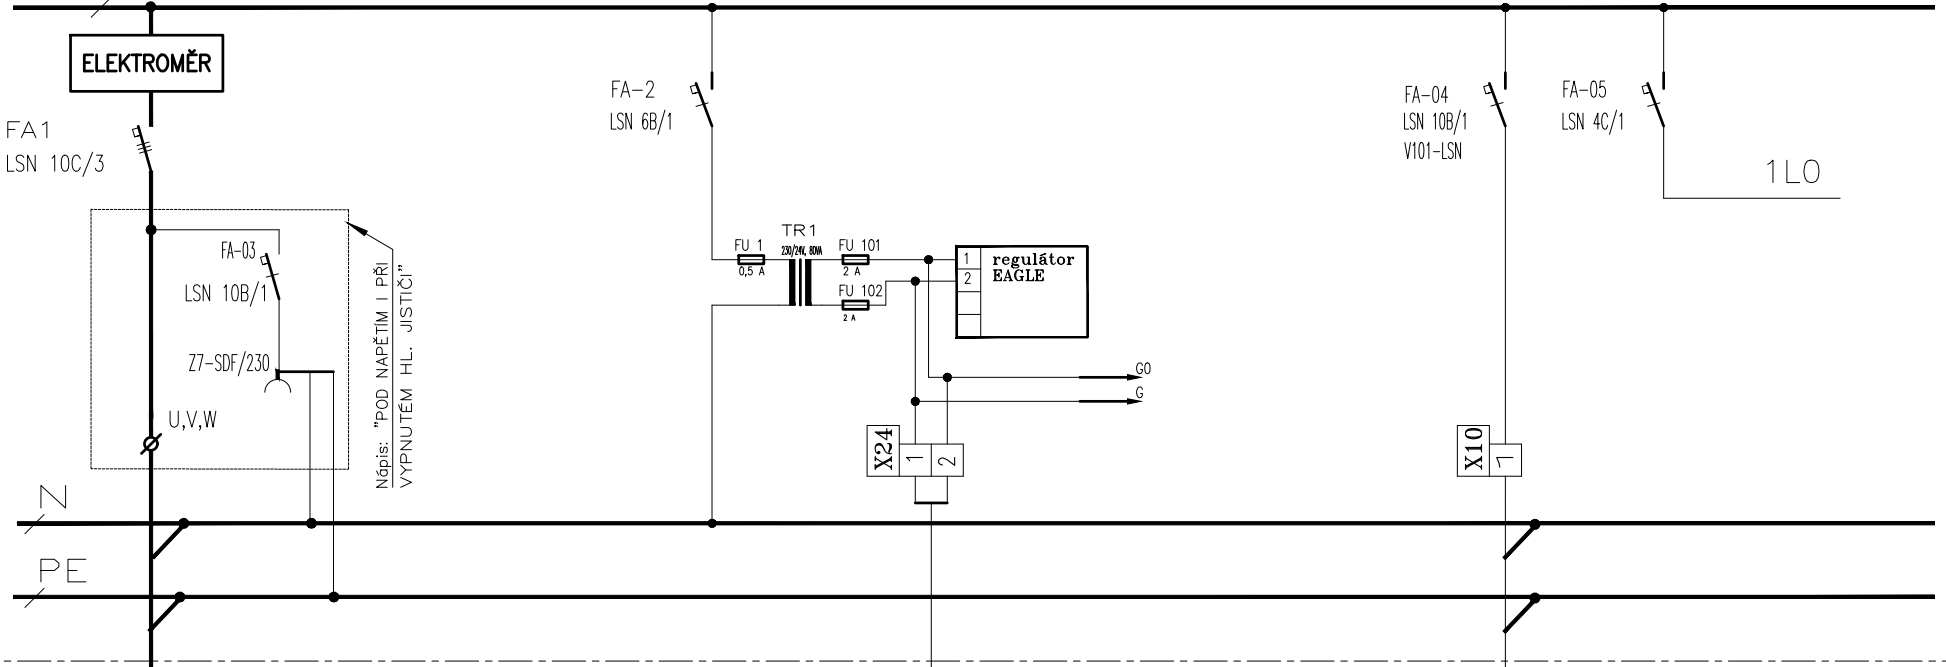 ELEKTROMĚR
FA1
LSN 10C/3
FA-03
LSN 10B/1
Z7-SDF/230
U,V,W
Nápis: "POD NAPĚTÍM I PŘI
VYPNUTÉM HL. JISTIČI"
FA-2
LSN 6B/1
FU 1
0,5 A
TR1
230/24V, 80VA
FU 101
2 A
FU 102
2 A
1
2
regulátor
EAGLE
G0
G
X24
1
2
FA-04
LSN 10B/1
V101-LSN
X10
7
FA-05
LSN 4C/1
1L0
N
PE